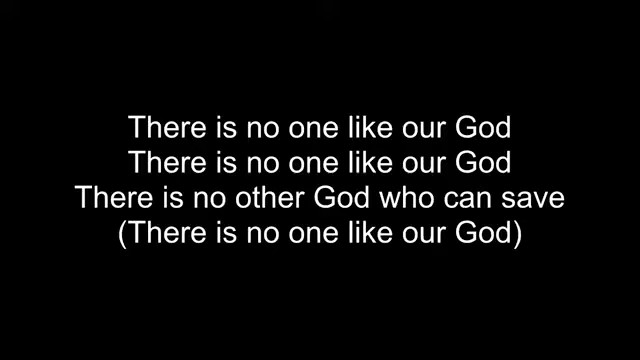 There is no one like our God
There is no one like our God
There is no other God who can save
(There is no one like our God)